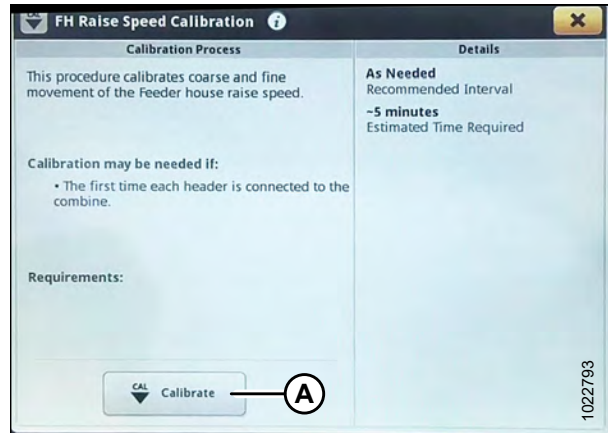 FH Raise Speed Calibration i
Calibration Process
This procedure calibrates coarse and fine
movement of the Feeder house raise speed.
Calibration may be needed if:
• The first time each header is connected to the
combine.
Requirements:
CAL Calibrate
A
Details
As Needed
Recommended Interval
~5 minutes
Estimated Time Required
1022793